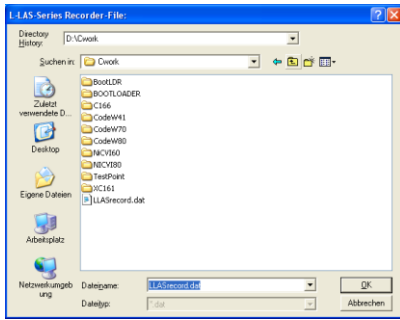 L-LAS-Series Recorder-File:
Directory
History: D:\Cwork
Suchen in: Cwork
Zuletzt
verwendete D...
Desktop
Eigene Dateien
Arbeitsplatz
Netzwerkumgeb
ung
BootLDR
BOOTLOADER
C166
CodeW41
CodeW70
CodeW80
NICVI60
NICVI80
TestPoint
XC161
LLASrecord.dat
Dateiname: LLASrecord.dat
OK
Dateityp: *.dat
Abbrechen